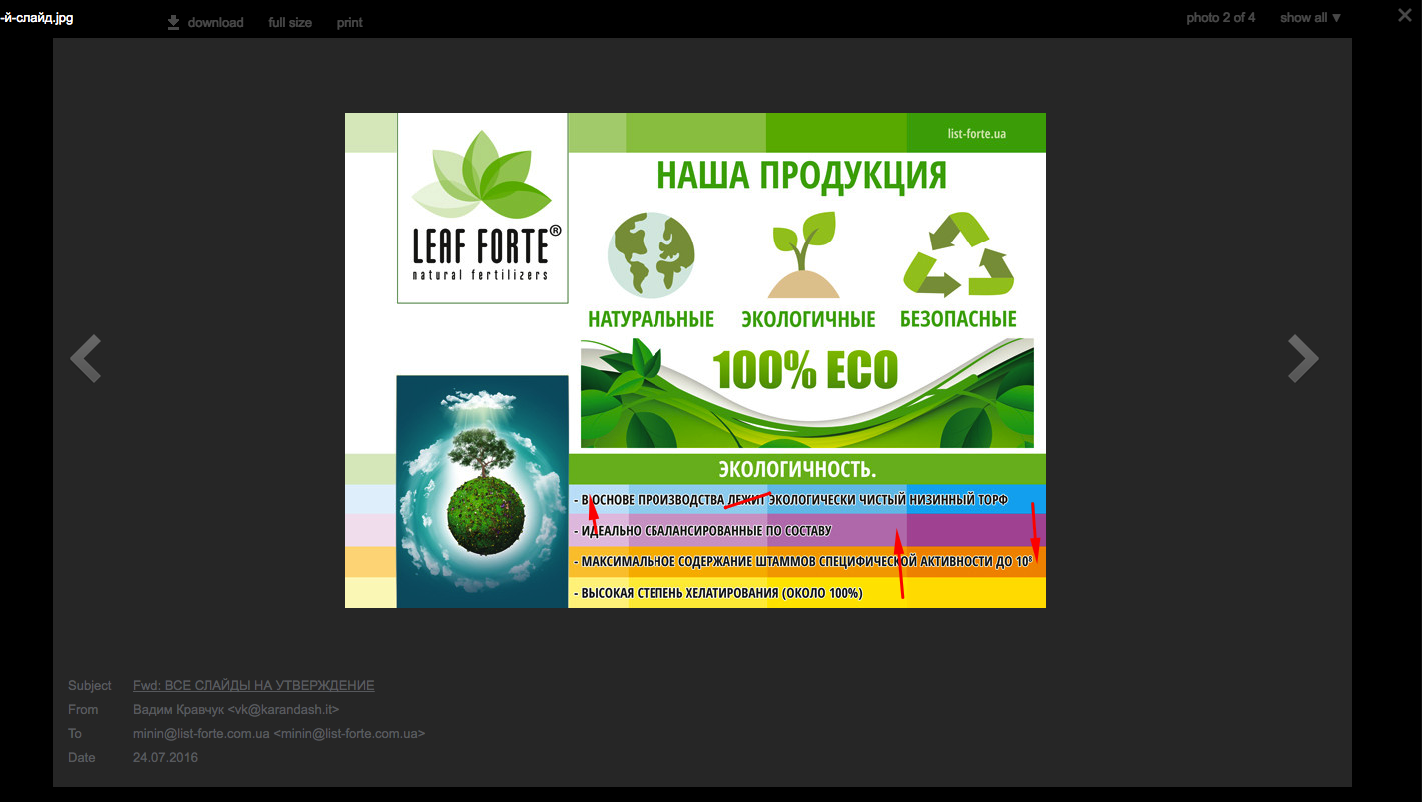 -й-слайд.jpg
download full size print
photo 2 of 4 show all ▼
list-forte.ua
LEAF FORTE®
natural fertilizers
НАША ПРОДУКЦИЯ
НАТУРАЛЬНЫЕ ЭКОЛОГИЧНЫЕ БЕЗОПАСНЫЕ
100% ECO
ЭКОЛОГИЧНОСТЬ.
- В ОСНОВЕ ПРОИЗВОДСТВА ЛЕЖИТ ЭКОЛОГИЧЕСКИ ЧИСТЫЙ НИЗИННЫЙ ТОРФ
- ИДЕАЛЬНО СБАЛАНСИРОВАННЫЕ ПО СОСТАВУ
- МАКСИМАЛЬНОЕ СОДЕРЖАНИЕ ШТАММОВ СПЕЦИФИЧЕСКОЙ АКТИВНОСТИ ДО 10⁸
- ВЫСОКАЯ СТЕПЕНЬ ХЕЛАТИРОВАНИЯ (ОКОЛО 100%)
Subject Fwd: ВСЕ СЛАЙДЫ НА УТВЕРЖДЕНИЕ
From Вадим Кравчук <vk@karandash.it>
To minin@list-forte.com.ua <minin@list-forte.com.ua>
Date 24.07.2016